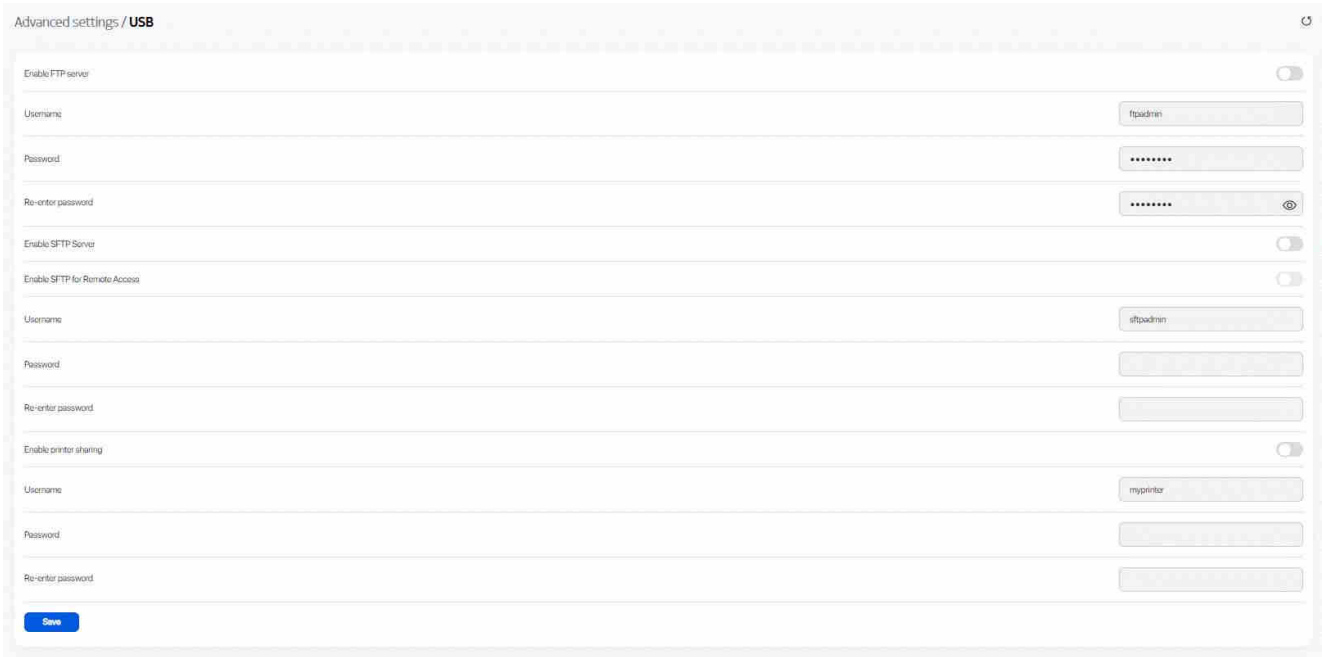 Advanced settings / USB
Enable FTP server
Username
ftpadmin
Password
••••••••
Re-enter password
••••••••
Enable SFTP Server
Enable SFTP for Remote Access
Username
sftpadmin
Password
Re-enter password
Enable printer sharing
Username
myprinter
Password
Re-enter password
Save